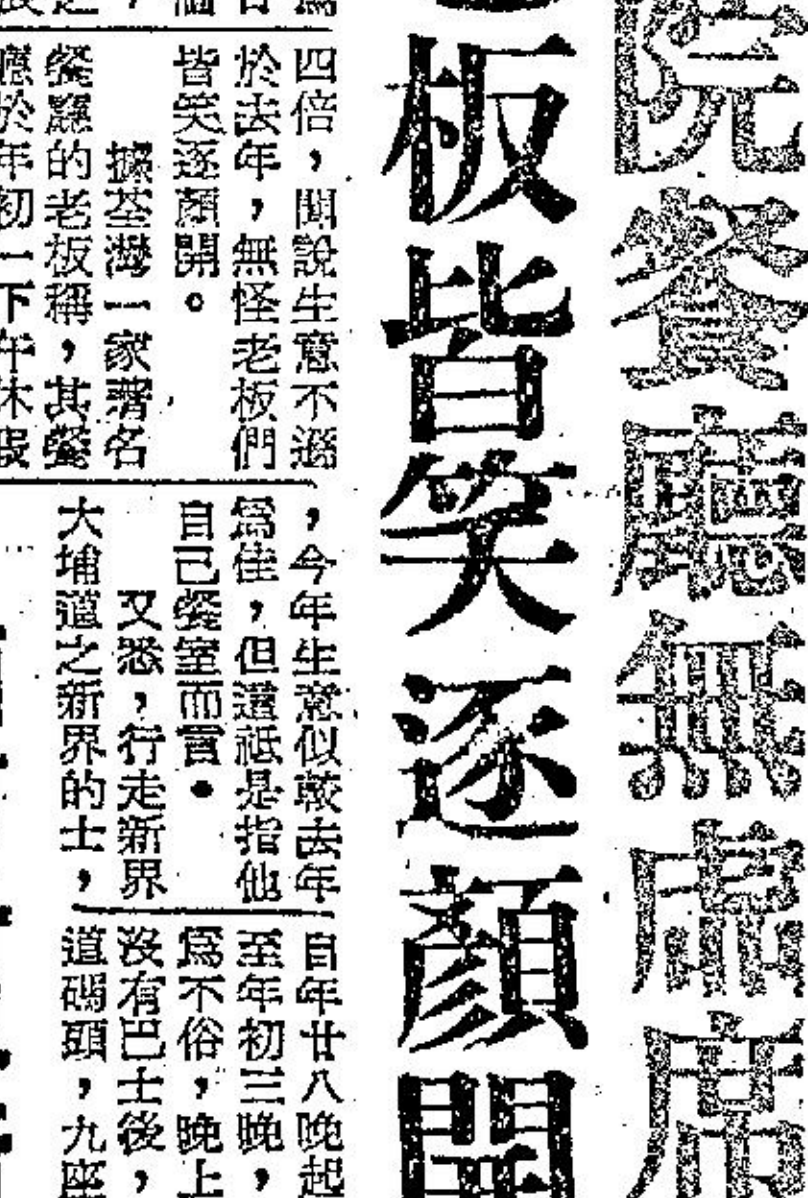 院餐廳無虛席
板皆笑逐顏開
四倍，聞說生意不遜
於去年，無怪老板們
皆笑逐顏開。
據荃灣一家著名
餐廳的老板稱，其餐
廳於年初一下午休假
，今年生意似較去年
為佳，但這祗是指他
自己餐室而言。
又悉，行走新界
大埔道之新界的士，
自年廿八晚起
至年初三晚，
為不俗，晚上
沒有巴士後，
道碼頭，九座